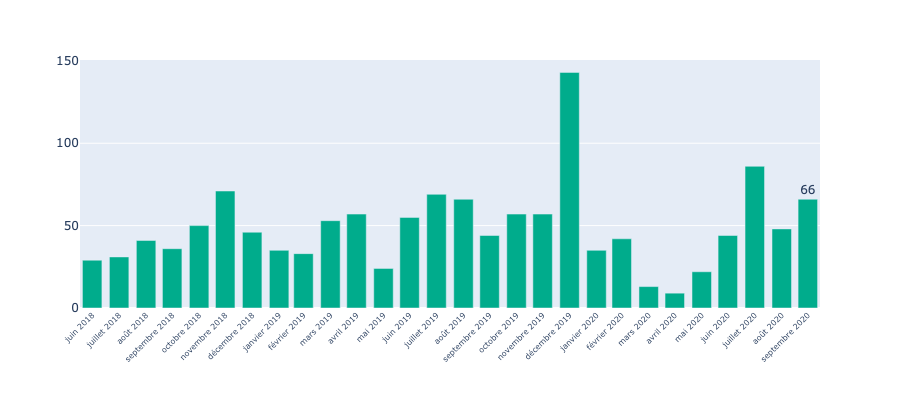 150
100
50
0
66
juin 2018
juillet 2018
août 2018
septembre 2018
octobre 2018
novembre 2018
décembre 2018
janvier 2019
février 2019
mars 2019
avril 2019
mai 2019
juin 2019
juillet 2019
août 2019
septembre 2019
octobre 2019
novembre 2019
décembre 2019
janvier 2020
février 2020
mars 2020
avril 2020
mai 2020
juin 2020
juillet 2020
août 2020
septembre 2020